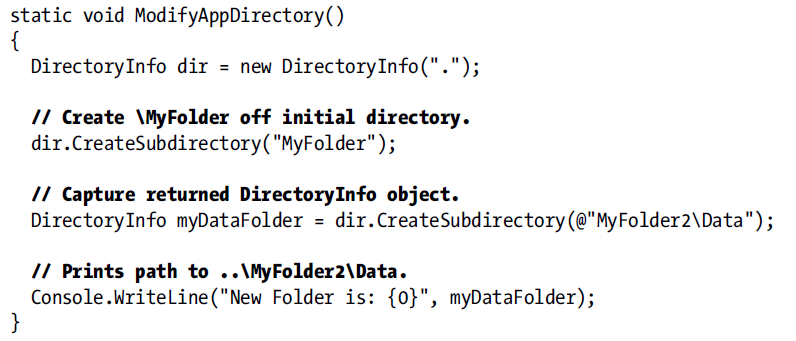 static void ModifyAppDirectory()
{
DirectoryInfo dir = new DirectoryInfo(".");
// Create \MyFolder off initial directory.
dir.CreateSubdirectory("MyFolder");
// Capture returned DirectoryInfo object.
DirectoryInfo myDataFolder = dir.CreateSubdirectory(@"MyFolder2\Data");
// Prints path to ..\MyFolder2\Data.
Console.WriteLine("New Folder is: {0}", myDataFolder);
}